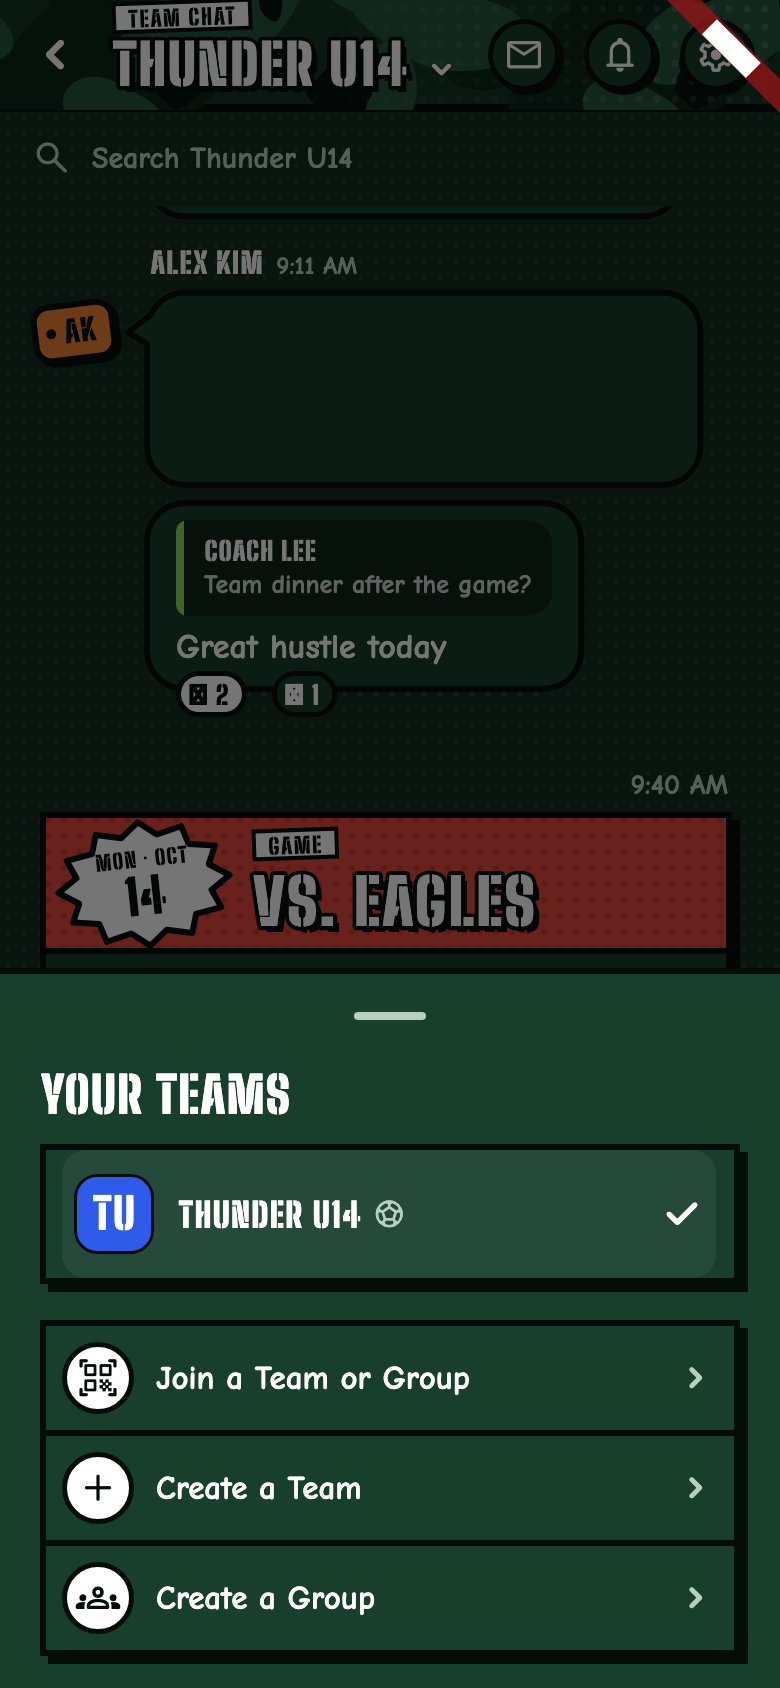 TEAM CHAT
THUNDER U14
Search Thunder U14
ALEX KIM 9:11 AM
AK
COACH LEE
Team dinner after the game?
Great hustle today
2
1
9:40 AM
MON · OCT
14
GAME
VS. EAGLES
YOUR TEAMS
TU
THUNDER U14
Join a Team or Group
Create a Team
Create a Group